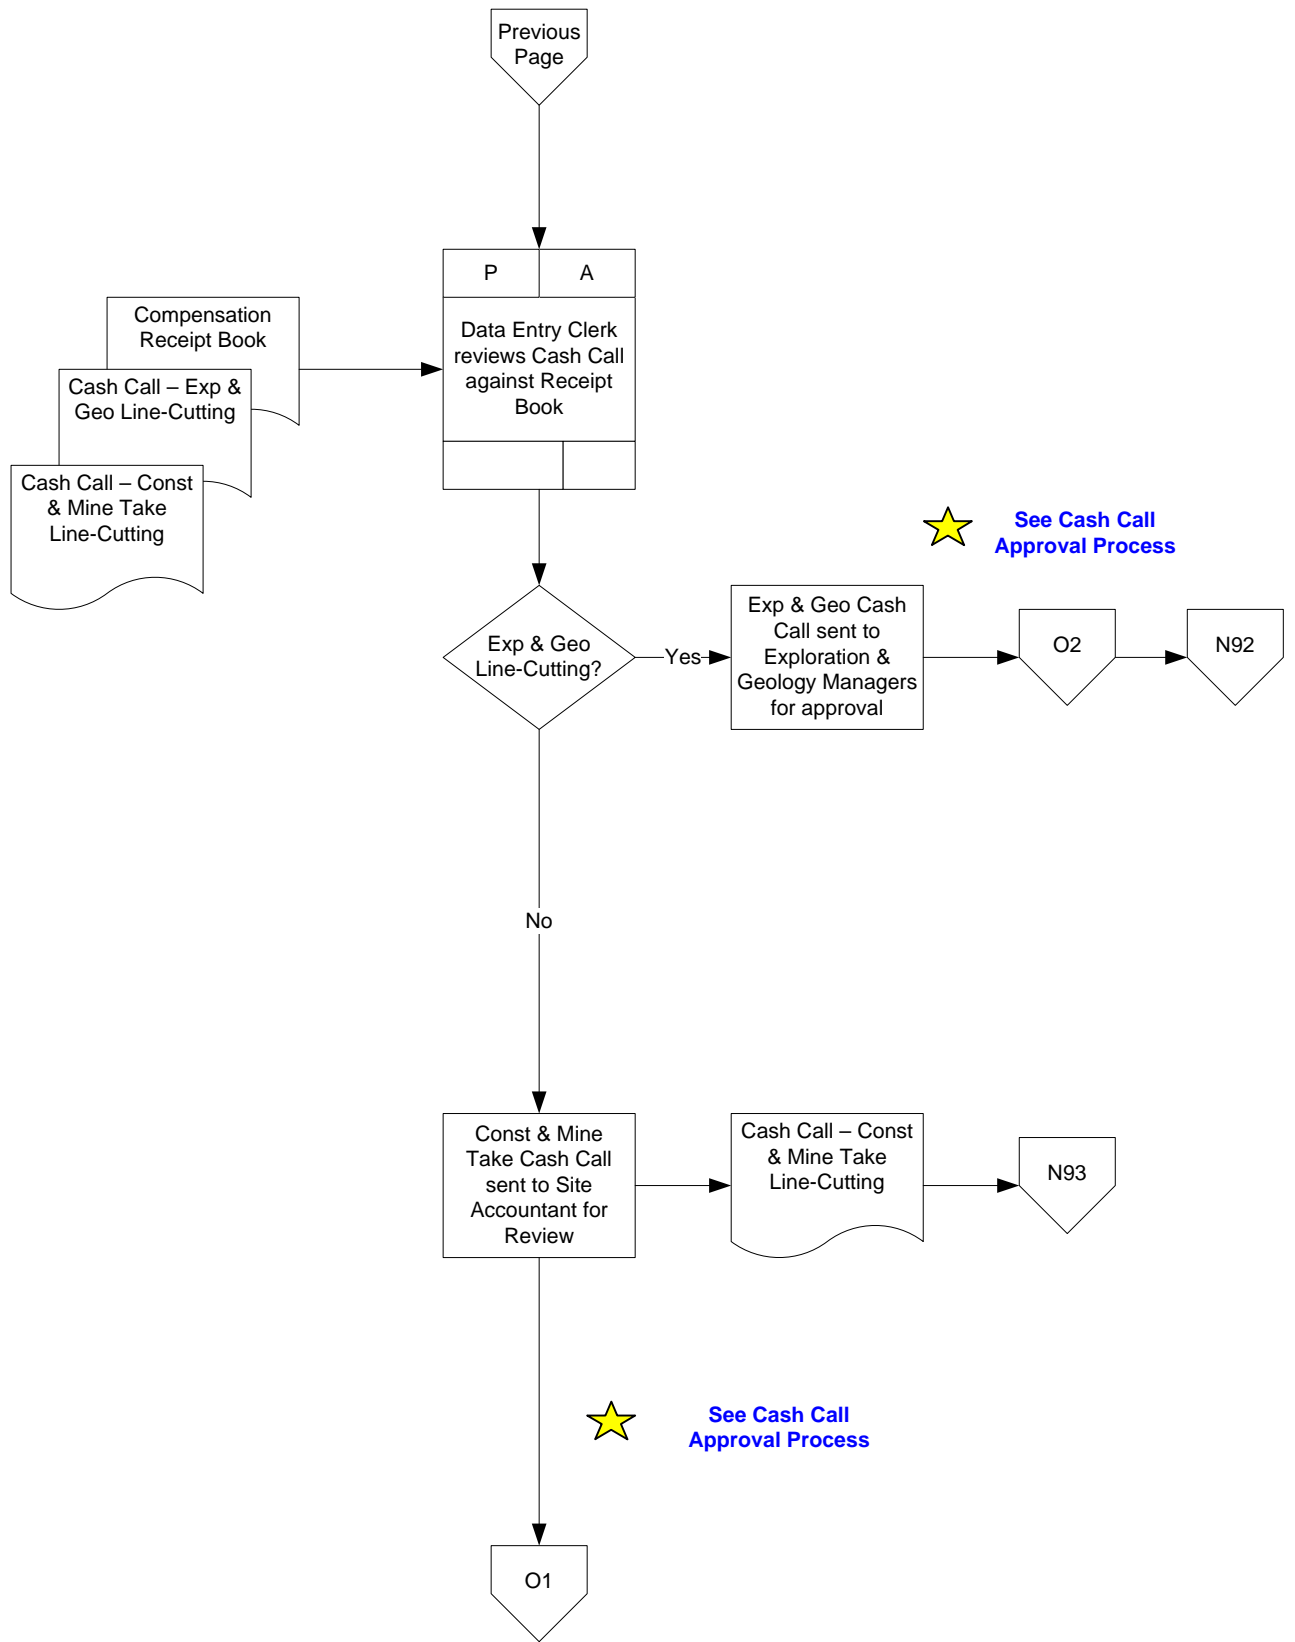 Previous
Page
P
A
Data Entry Clerk
reviews Cash Call
against Receipt
Book
Compensation
Receipt Book
Cash Call – Exp &
Geo Line-Cutting
Cash Call – Const
& Mine Take
Line-Cutting
See Cash Call
Approval Process
Exp & Geo
Line-Cutting?
Yes
Exp & Geo Cash
Call sent to
Exploration &
Geology Managers
for approval
O2
N92
No
Const & Mine
Take Cash Call
sent to Site
Accountant for
Review
Cash Call – Const
& Mine Take
Line-Cutting
N93
See Cash Call
Approval Process
O1